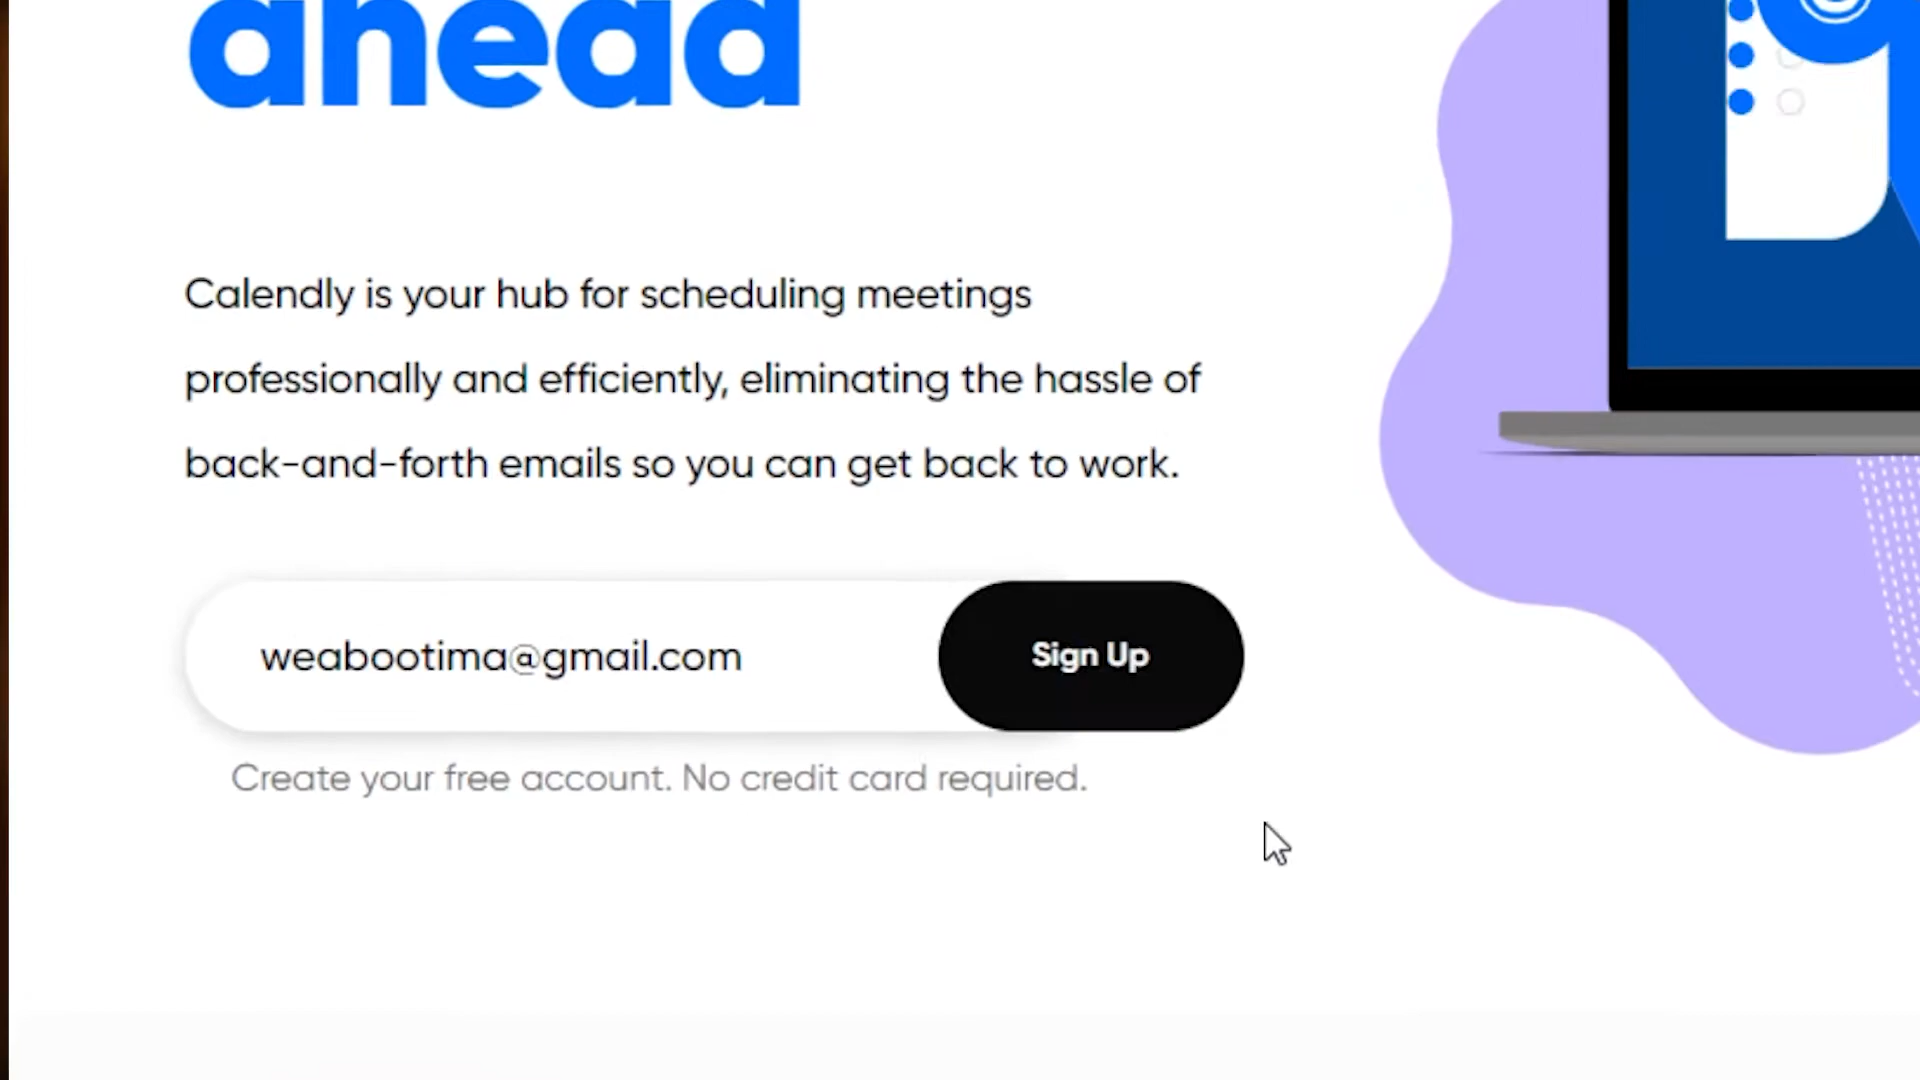 ahead
Calendly is your hub for scheduling meetings
professionally and efficiently, eliminating the hassle of
back-and-forth emails so you can get back to work.
weabootima@gmail.com
Sign Up
Create your free account. No credit card required.